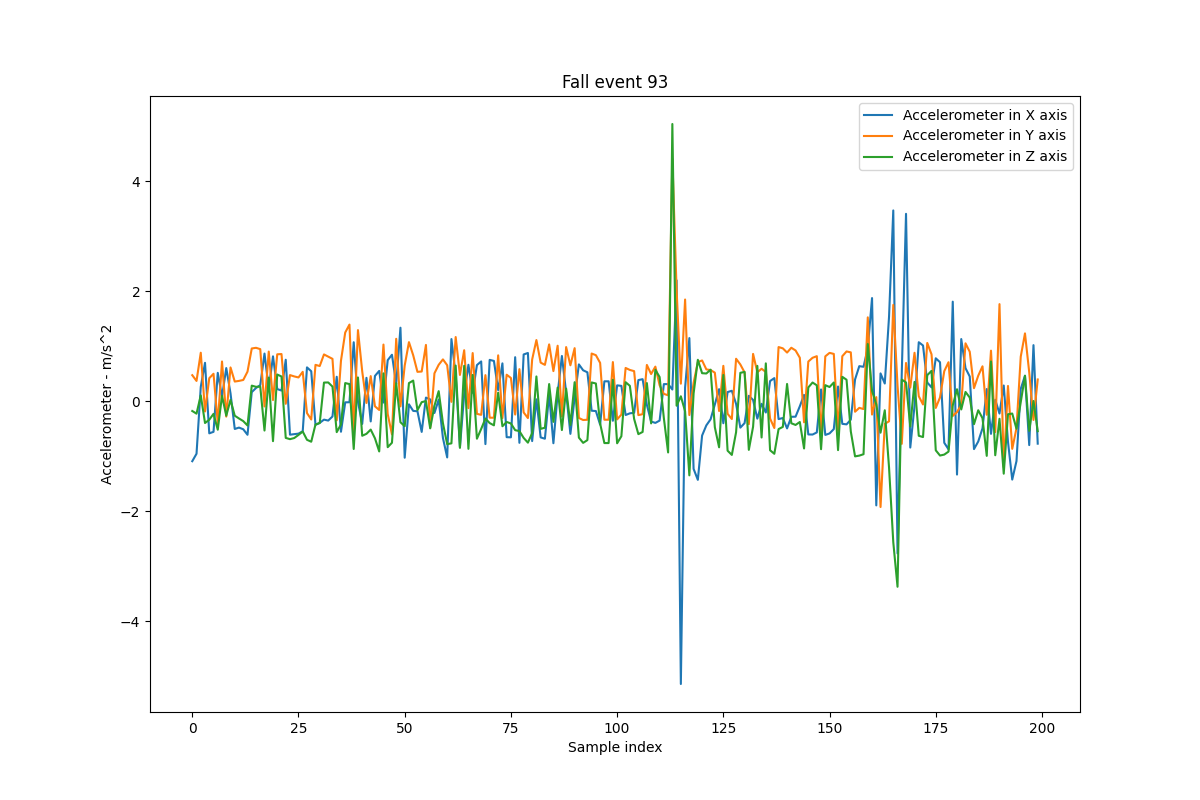 Fall event 93
Accelerometer in X axis
Accelerometer in Y axis
Accelerometer in Z axis
Accelerometer - m/s^2
4
2
0
−2
−4
0 25 50 75 100 125 150 175 200
Sample index